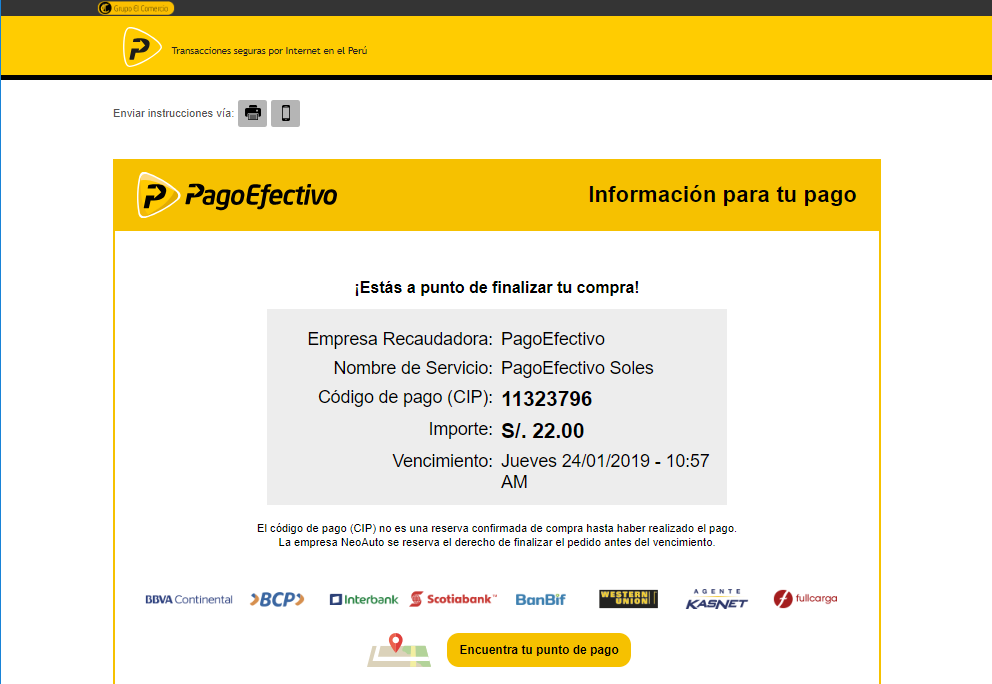 Grupo El Comercio
Transacciones seguras por Internet en el Perú
Enviar instrucciones vía:
PagoEfectivo
Información para tu pago
¡Estás a punto de finalizar tu compra!
Empresa Recaudadora: PagoEfectivo
Nombre de Servicio: PagoEfectivo Soles
Código de pago (CIP): 11323796
Importe: S/. 22.00
Vencimiento: Jueves 24/01/2019 - 10:57
AM
El código de pago (CIP) no es una reserva confirmada de compra hasta haber realizado el pago.
La empresa NeoAuto se reserva el derecho de finalizar el pedido antes del vencimiento.
BBVA Continental BCP Interbank Scotiabank™ BanBif WESTERN UNION AGENTE KASNET fullcarga
Encuentra tu punto de pago